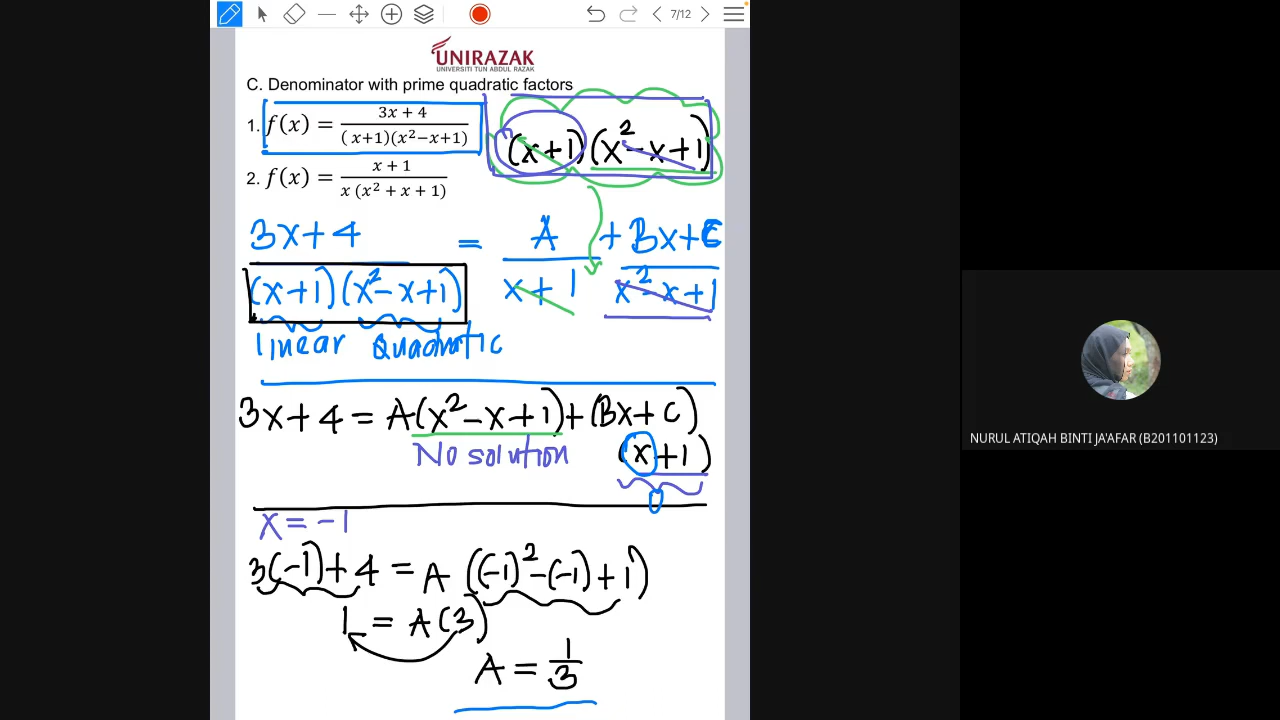 7/12
UNIRAZAK
UNIVERSITI TUN ABDUL RAZAK
C. Denominator with prime quadratic factors
1. f(x) = (3x + 4) / ((x+1)(x²−x+1))
(x+1)(x²−x+1)
2. f(x) = (x + 1) / (x (x² + x + 1))
3x+4 / (x+1)(x²−x+1) = A / x+1 + Bx+C / x²−x+1
linear quadratic
3x+4 = A(x²−x+1)+(Bx+C)
(x+1)
No solution
0
x = −1
3(−1)+4 = A((−1)²−(−1)+1)
1 = A(3)
A = 1/3
NURUL ATIQAH BINTI JA'AFAR (B201101123)